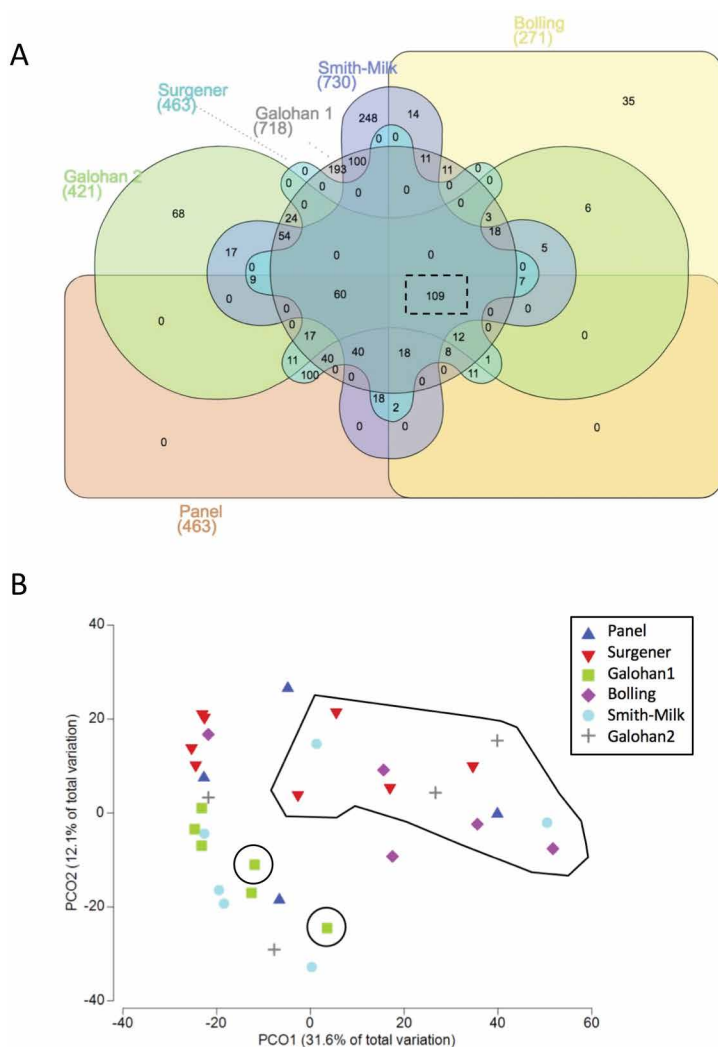 A
Bolling
(271)
Smith-Milk
(730)
Surgener
(463)
Galohan 1
(718)
Galohan 2
(421)
248 14 35
0 0
193 100 11 11
0 0 0 0
0 0 0 0
68 24 0 3 6
54 18
17 0 0 5
0 0
9 7
0 60 109 0
0 0
0 0 0 0
17 12
11 40 40 18 8 1
100 0 0 0 0 11
18 2
0 0 0
0
Panel
(463)
B
40
20
0
-20
-40
PCO2 (12.1% of total variation)
Panel
Surgener
Galohan1
Bolling
Smith-Milk
Galohan2
-40 -20 0 20 40 60
PCO1 (31.6% of total variation)